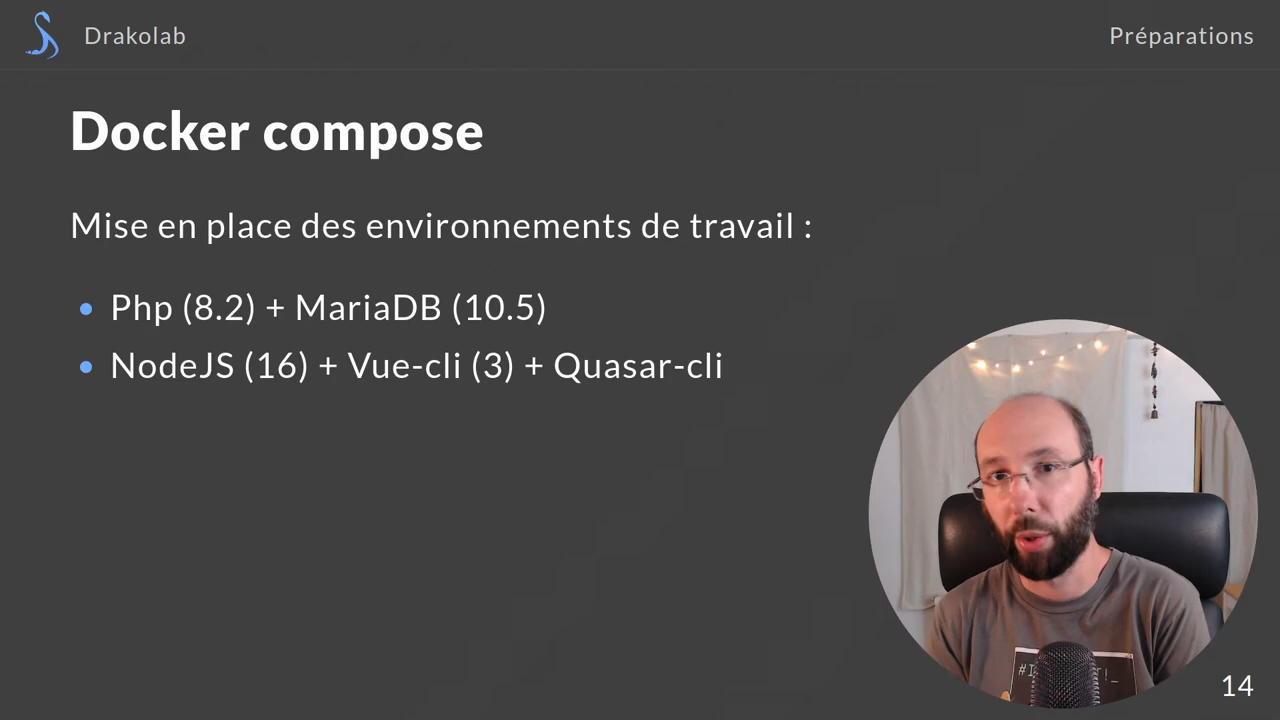 Drakolab
Préparations
Docker compose
Mise en place des environnements de travail :
Php (8.2) + MariaDB (10.5)
NodeJS (16) + Vue-cli (3) + Quasar-cli
14